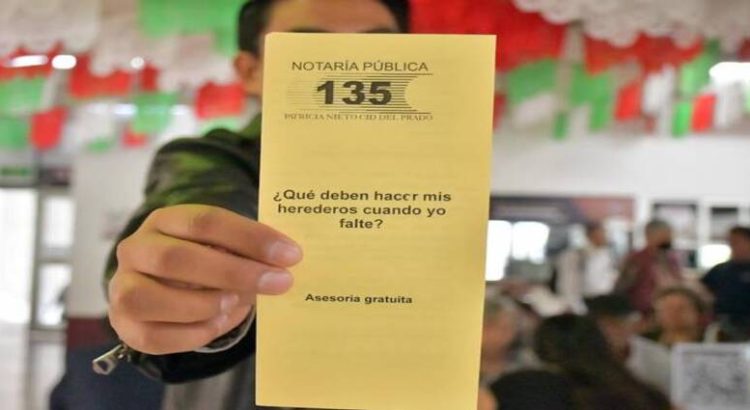 NOTARÍA PÚBLICA
135
PATRICIA NIETO CID DEL PRADO
¿Qué deben hacer mis
herederos cuando yo
falte?
Asesoría gratuita